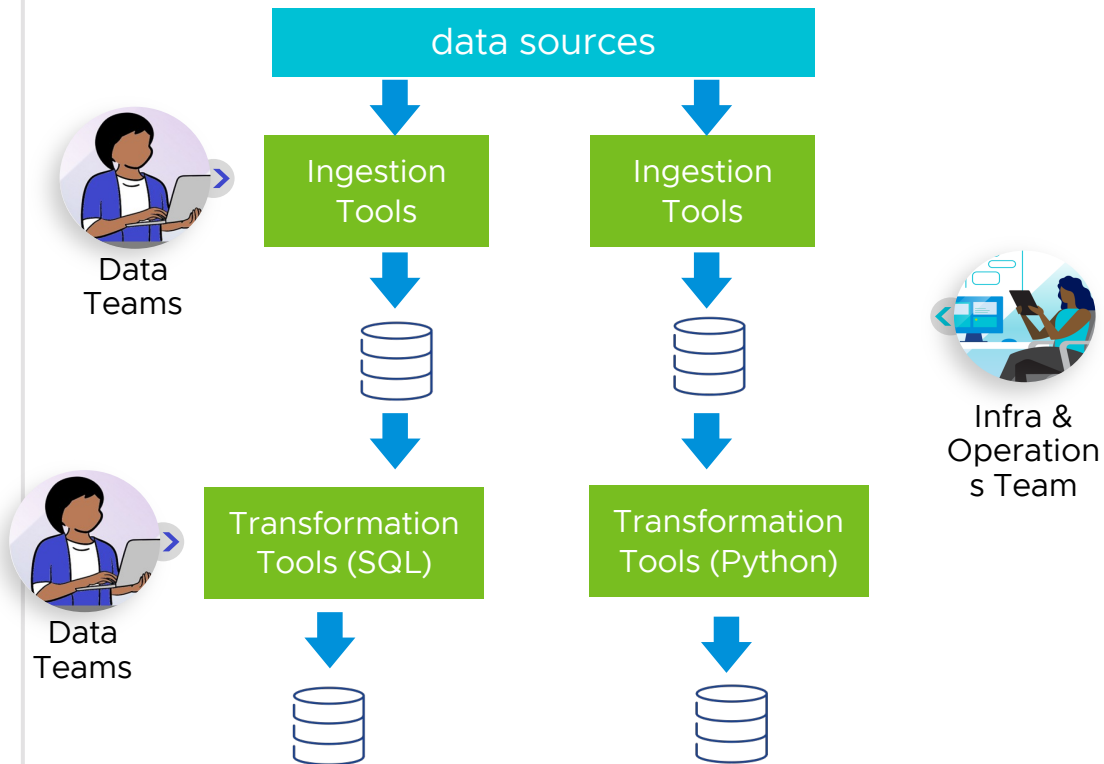 data sources
Ingestion
Tools
Ingestion
Tools
Data
Teams
Infra &
Operation
s Team
Transformation
Tools (SQL)
Transformation
Tools (Python)
Data
Teams